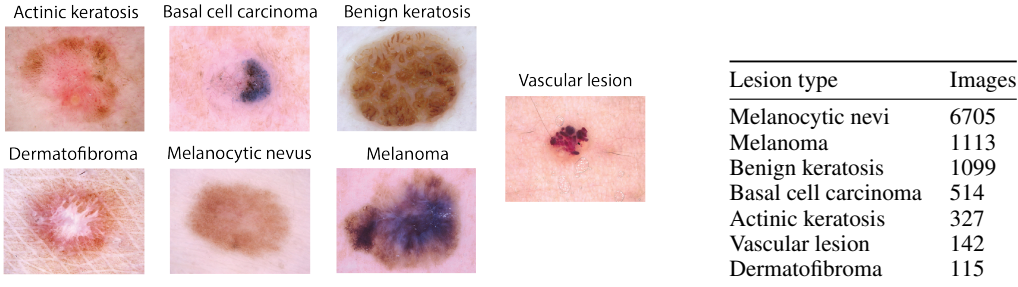 Actinic keratosis
Basal cell carcinoma
Benign keratosis
Dermatofibroma
Melanocytic nevus
Melanoma
Vascular lesion
Lesion type Images
Melanocytic nevi 6705
Melanoma 1113
Benign keratosis 1099
Basal cell carcinoma 514
Actinic keratosis 327
Vascular lesion 142
Dermatofibroma 115